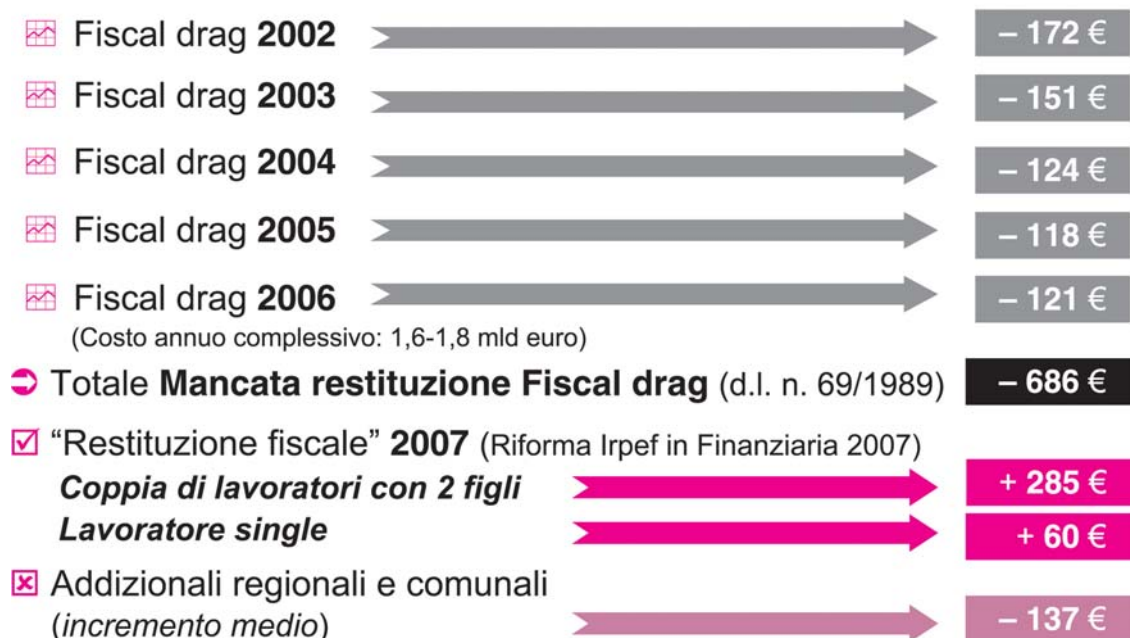 Fiscal drag 2002 – 172 €
Fiscal drag 2003 – 151 €
Fiscal drag 2004 – 124 €
Fiscal drag 2005 – 118 €
Fiscal drag 2006 – 121 €
(Costo annuo complessivo: 1,6-1,8 mld euro)
Totale Mancata restituzione Fiscal drag (d.l. n. 69/1989) – 686 €
“Restituzione fiscale” 2007 (Riforma Irpef in Finanziaria 2007)
Coppia di lavoratori con 2 figli + 285 €
Lavoratore single + 60 €
Addizionali regionali e comunali
(incremento medio) – 137 €